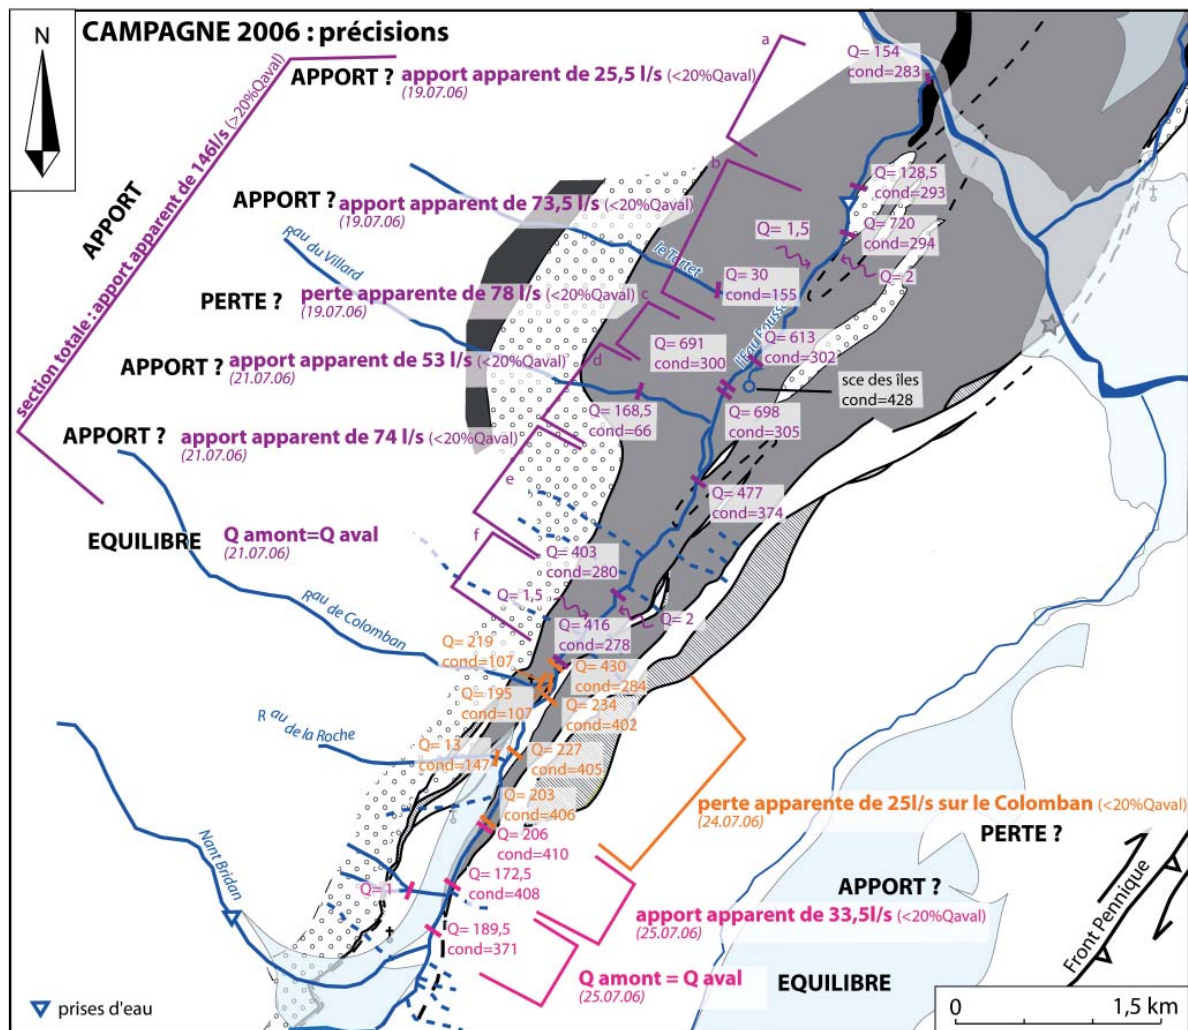 N
CAMPAGNE 2006 : précisions
a
Q= 154
cond=283
APPORT ? apport apparent de 25,5 l/s (<20%Qaval)
(19.07.06)
section totale : apport apparent de 146l/s (>20%Qaval)
APPORT
b
Q= 128,5
cond=293
APPORT ? apport apparent de 73,5 l/s (<20%Qaval)
(19.07.06)
Q= 1,5
Q= 720
cond=294
Rau du Villard
le Tartet
Q= 2
Q= 30
cond=155
PERTE ? perte apparente de 78 l/s (<20%Qaval)
(19.07.06)
c
l'Eau Rousse
Q= 691
cond=300
Q= 613
cond=302
APPORT ? apport apparent de 53 l/s (<20%Qaval)
(21.07.06)
d
sce des îles
cond=428
Q= 168,5
cond=66
Q= 698
cond=305
APPORT ? apport apparent de 74 l/s (<20%Qaval)
(21.07.06)
e
Q= 477
cond=374
EQUILIBRE Q amont=Q aval
(21.07.06)
f
Q= 403
cond=280
Q= 1,5
Rau de Colomban
Q= 416
cond=278
Q= 2
Q= 219
cond=107
Q= 430
cond=284
Q= 195
cond=107
Q= 234
cond=402
Rau de la Roche
Q= 13
cond=147
Q= 227
cond=405
Q= 203
cond=406
perte apparente de 25l/s sur le Colomban (<20%Qaval)
(24.07.06)
PERTE ?
Q= 206
cond=410
Nant Bridan
Q= 1
Q= 172,5
cond=408
APPORT ?
apport apparent de 33,5l/s (<20%Qaval)
(25.07.06)
Q= 189,5
cond=371
Front Pennique
Q amont = Q aval
(25.07.06)
EQUILIBRE
prises d'eau
0 1,5 km